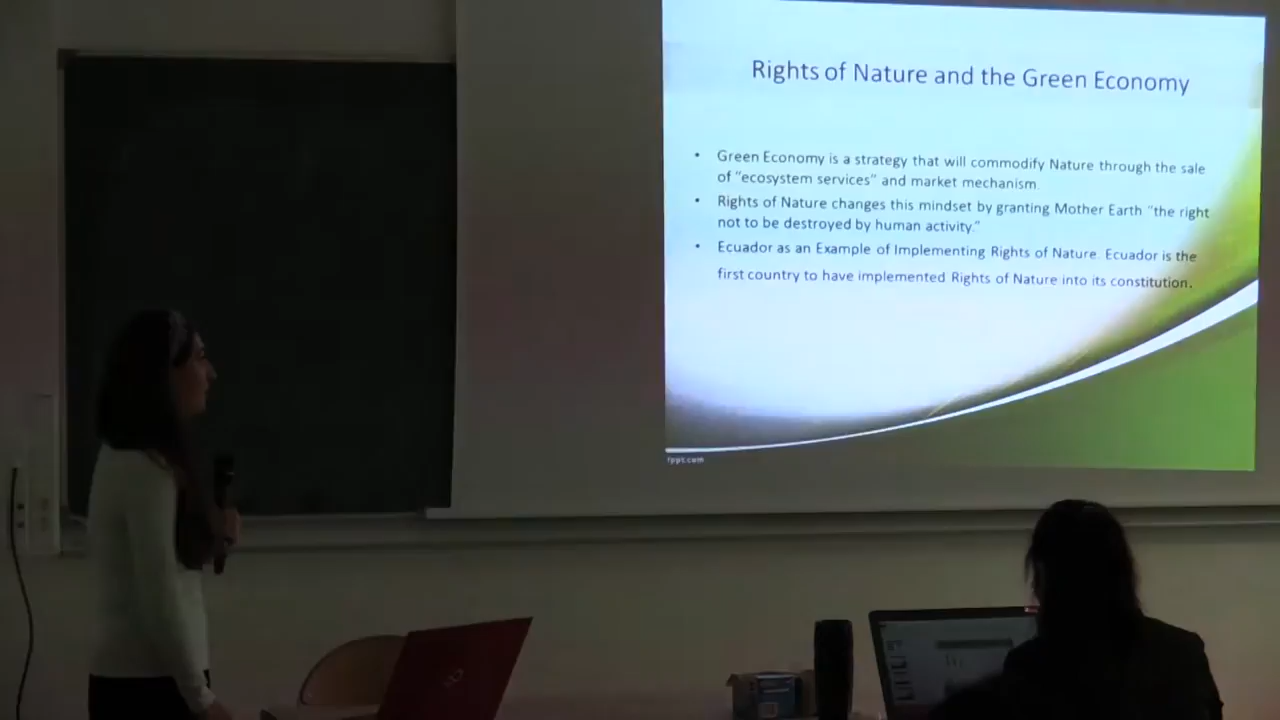 Rights of Nature and the Green Economy
• Green Economy is a strategy that will commodify Nature through the sale
of "ecosystem services" and market mechanism.
• Rights of Nature changes this mindset by granting Mother Earth "the right
not to be destroyed by human activity."
• Ecuador as an Example of Implementing Rights of Nature. Ecuador is the
first country to have implemented Rights of Nature into its constitution.
rppt.com